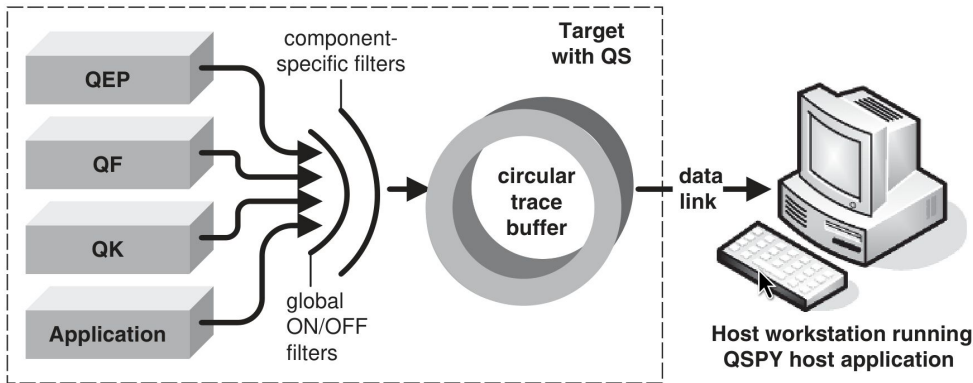 component-
specific filters
Target
with QS
QEP
QF
QK
Application
global
ON/OFF
filters
circular
trace
buffer
data
link
Host workstation running
QSPY host application